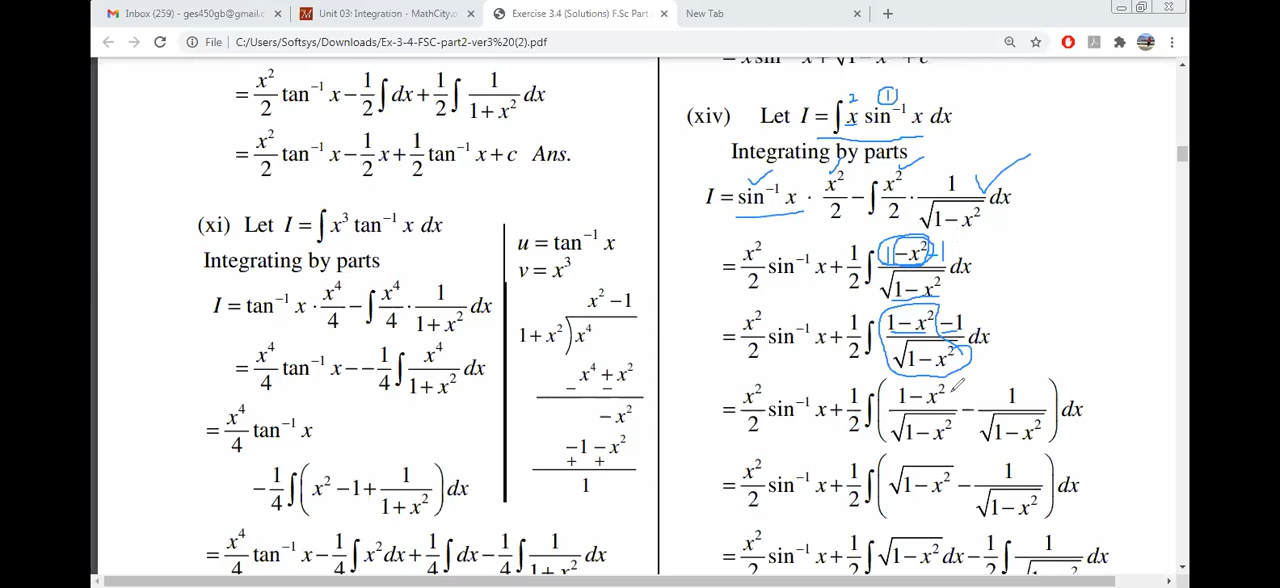 Inbox (259) - ges450gb@gmail.c
Unit 03: Integration - MathCity.o
Exercise 3.4 (Solutions) F.Sc Part
New Tab
File C:/Users/Softsys/Downloads/Ex-3-4-FSC-part2-ver3%20(2).pdf
= x²/2 tan⁻¹ x − 1/2 ∫ dx + 1/2 ∫ 1/(1+x²) dx
= x²/2 tan⁻¹ x − 1/2 x + 1/2 tan⁻¹ x + c Ans.
(xi) Let I = ∫ x³ tan⁻¹ x dx
Integrating by parts
I = tan⁻¹ x · x⁴/4 − ∫ x⁴/4 · 1/(1+x²) dx
= x⁴/4 tan⁻¹ x − − 1/4 ∫ x⁴/(1+x²) dx
= x⁴/4 tan⁻¹ x
− 1/4 ∫ (x² − 1 + 1/(1+x²)) dx
= x⁴/4 tan⁻¹ x − 1/4 ∫ x² dx + 1/4 ∫ dx − 1/4 ∫ 1/(1+x²) dx
u = tan⁻¹ x
v = x³
x² − 1
1 + x² ) x⁴
x⁴ + x²
− −
− x²
−1 − x²
+ +
1
2 1
(xiv) Let I = ∫ x sin⁻¹ x dx
Integrating by parts
I = sin⁻¹ x · x²/2 − ∫ x²/2 · 1/√(1−x²) dx
= x²/2 sin⁻¹ x + 1/2 ∫ (1−x²−1)/√(1−x²) dx
= x²/2 sin⁻¹ x + 1/2 ∫ (1−x²−1)/√(1−x²) dx
= x²/2 sin⁻¹ x + 1/2 ∫ ((1−x²)/√(1−x²) − 1/√(1−x²)) dx
= x²/2 sin⁻¹ x + 1/2 ∫ (√(1−x²) − 1/√(1−x²)) dx
= x²/2 sin⁻¹ x + 1/2 ∫ √(1−x²) dx − 1/2 ∫ 1/√(1−x²) dx